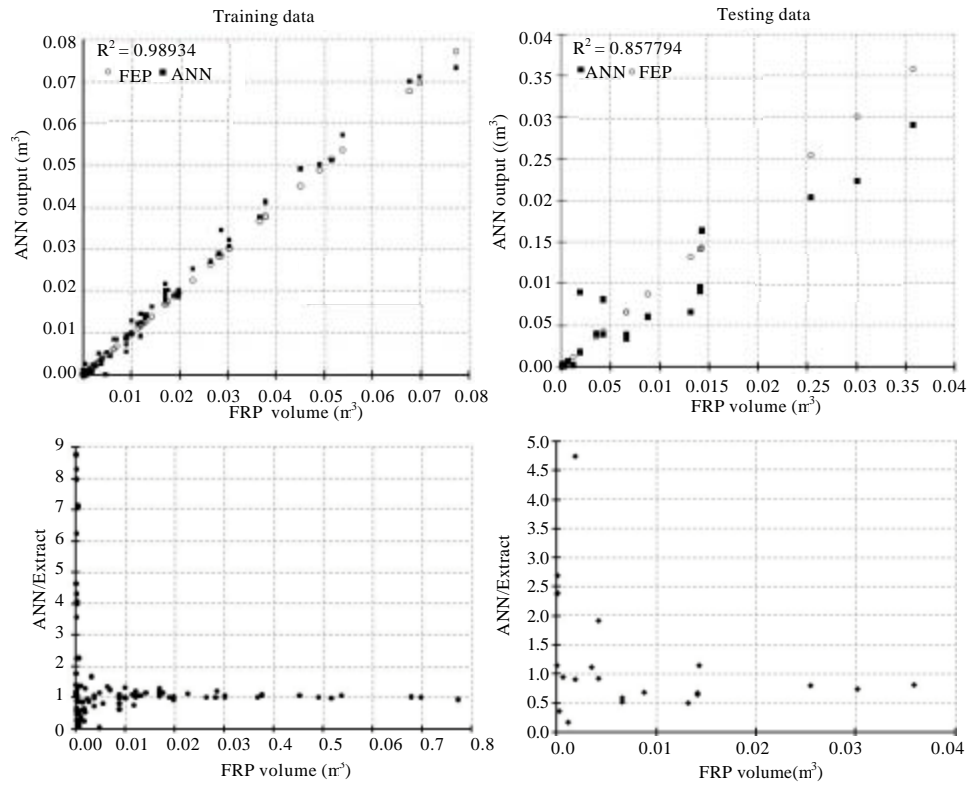 Training data
R² = 0.98934
FEP ANN
ANN output (m³)
0.08
0.07
0.06
0.05
0.04
0.03
0.02
0.01
0.00
0.00 0.01 0.02 0.03 0.04 0.05 0.06 0.07 0.08
FRP volume (m³)
Testing data
R² = 0.857794
ANN FEP
ANN output ((m³)
0.04
0.35
0.03
0.25
0.02
0.15
0.01
0.05
0.00
0.0 0.05 0.01 0.015 0.02 0.25 0.03 0.35 0.04
FRP volume (m³)
ANN/Extract
9
8
7
6
5
4
3
2
1
0
0.00 0.01 0.02 0.03 0.04 0.05 0.06 0.7 0.8
FRP volume (m³)
ANN/Extract
5.0
4.5
4.0
3.5
3.0
2.5
2.0
1.5
1.0
0.5
0.0
0.0 0.01 0.02 0.03 0.04
FRP volume(m³)